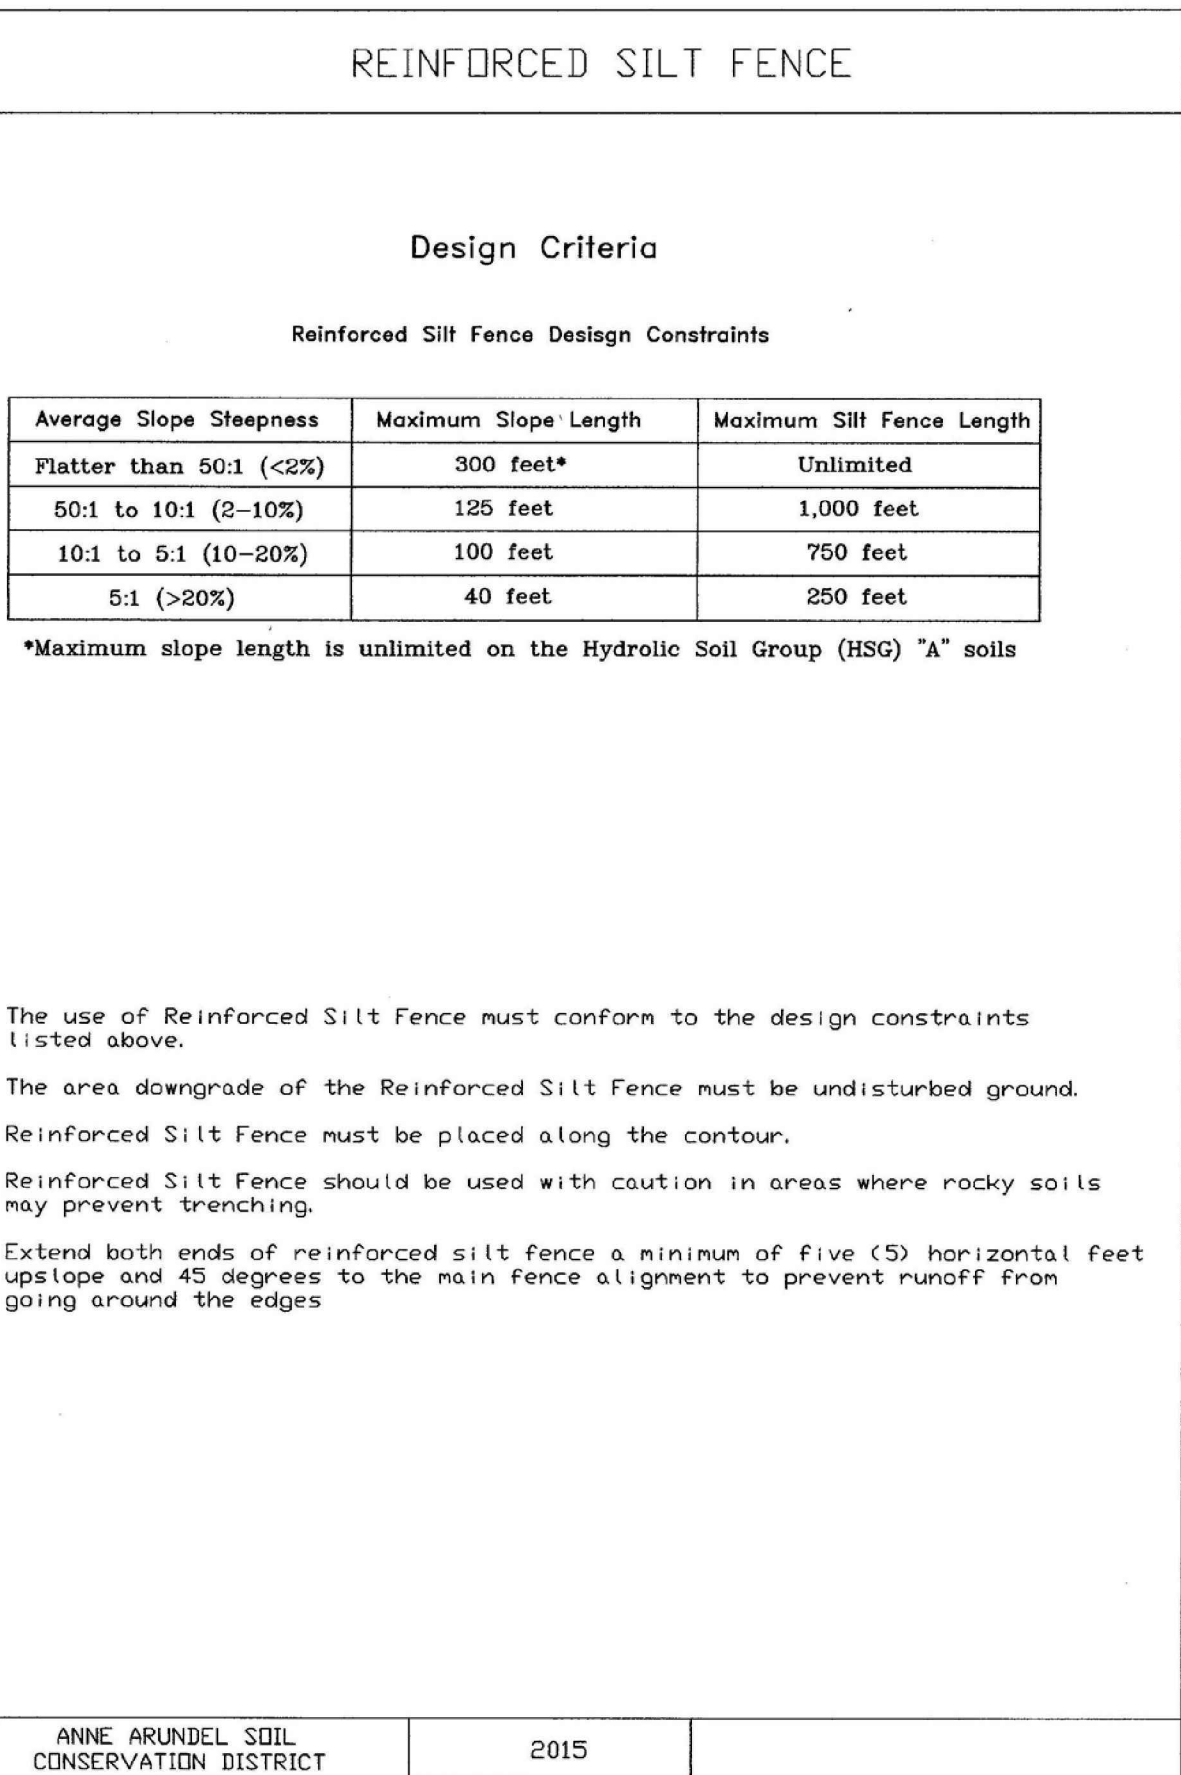 REINFORCED SILT FENCE
Design Criteria
Reinforced Silt Fence Desisgn Constraints
Average Slope Steepness Maximum Slope Length Maximum Silt Fence Length
Flatter than 50:1 (<2%) 300 feet* Unlimited
50:1 to 10:1 (2-10%) 125 feet 1,000 feet
10:1 to 5:1 (10-20%) 100 feet 750 feet
5:1 (>20%) 40 feet 250 feet
*Maximum slope length is unlimited on the Hydrolic Soil Group (HSG) "A" soils
The use of Reinforced Silt Fence must conform to the design constraints
listed above.
The area downgrade of the Reinforced Silt Fence must be undisturbed ground.
Reinforced Silt Fence must be placed along the contour.
Reinforced Silt Fence should be used with caution in areas where rocky soils
may prevent trenching.
Extend both ends of reinforced silt fence a minimum of five (5) horizontal feet
upslope and 45 degrees to the main fence alignment to prevent runoff from
going around the edges
ANNE ARUNDEL SOIL
CONSERVATION DISTRICT
2015